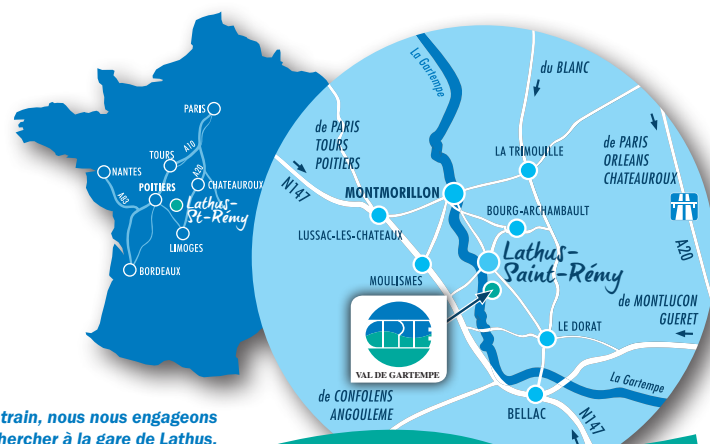 PARIS
TOURS
A10
A20
NANTES
POITIERS
CHATEAUROUX
Lathus-
St-Rémy
A83
LIMOGES
BORDEAUX
La Gartempe
du BLANC
de PARIS
TOURS
POITIERS
LA TRIMOUILLE
de PARIS
ORLEANS
CHATEAUROUX
N147
MONTMORILLON
BOURG-ARCHAMBAULT
LUSSAC-LES-CHATEAUX
Lathus-
Saint-Rémy
A20
MOULISMES
de MONTLUCON
GUERET
CPIE
VAL DE GARTEMPE
LE DORAT
La Gartempe
de CONFOLENS
ANGOULEME
BELLAC
N147
train, nous nous engageons
hercher à la gare de Lathus.